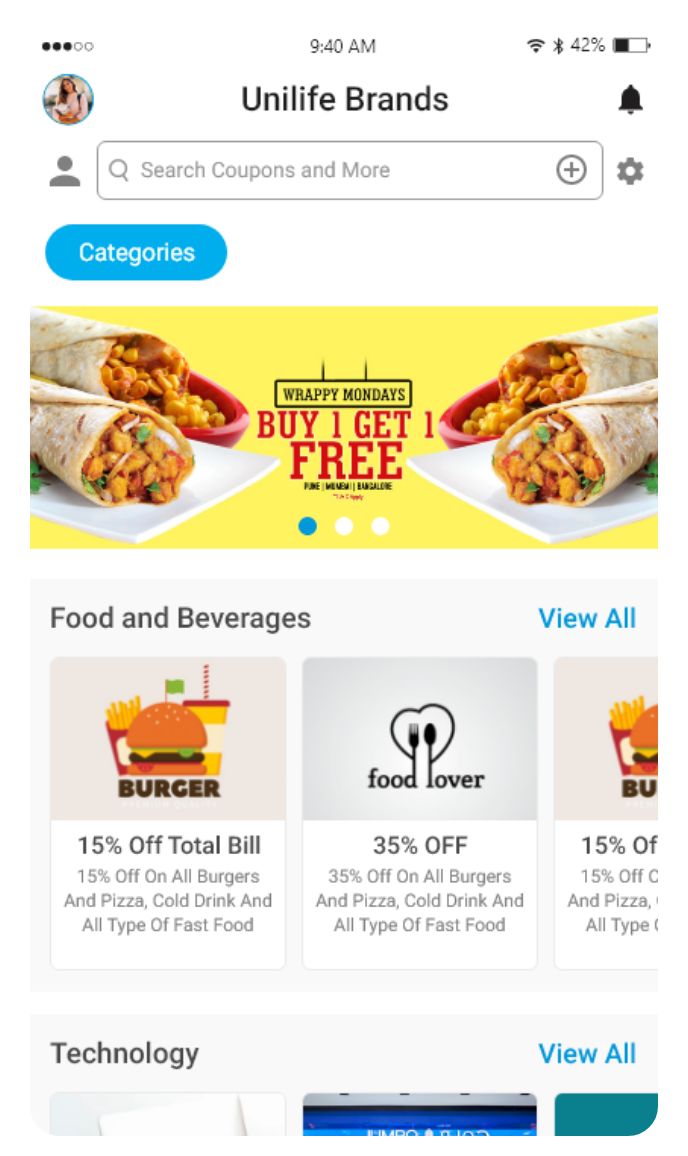 9:40 AM
42%
Unilife Brands
Search Coupons and More
Categories
WRAPPY MONDAYS
BUY 1 GET 1
FREE
PUNE | MUMBAI | BANGALORE
Food and Beverages
View All
BURGER
PREMIUM QUALITY
food lover
BU
15% Off Total Bill
15% Off On All Burgers
And Pizza, Cold Drink And
All Type Of Fast Food
35% OFF
35% Off On All Burgers
And Pizza, Cold Drink And
All Type Of Fast Food
15% Of
15% Off O
And Pizza,
All Type
Technology
View All